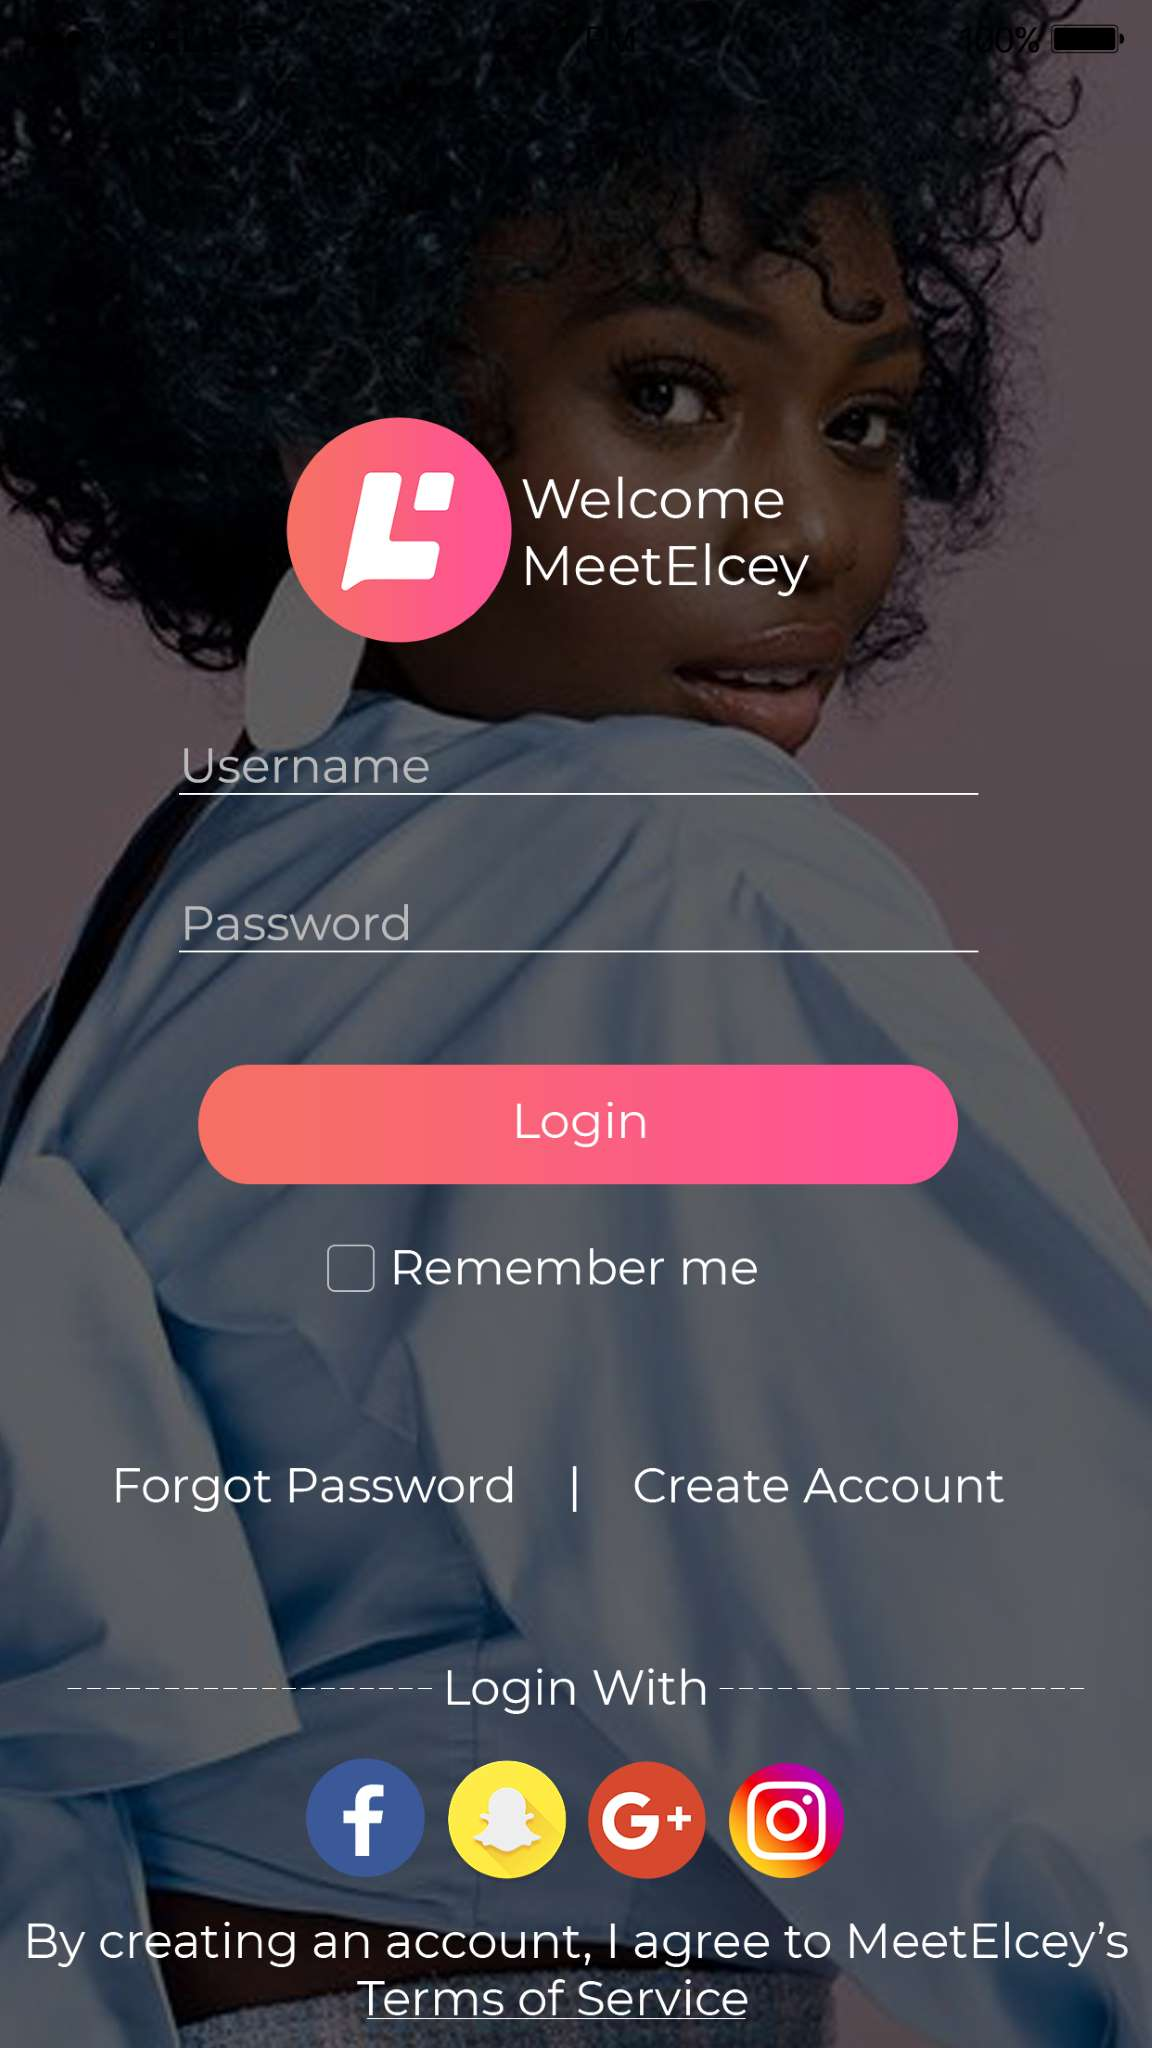 100%
Welcome
MeetElcey
Username
Password
Login
Remember me
Forgot Password | Create Account
Login With
By creating an account, I agree to MeetElcey’s
Terms of Service